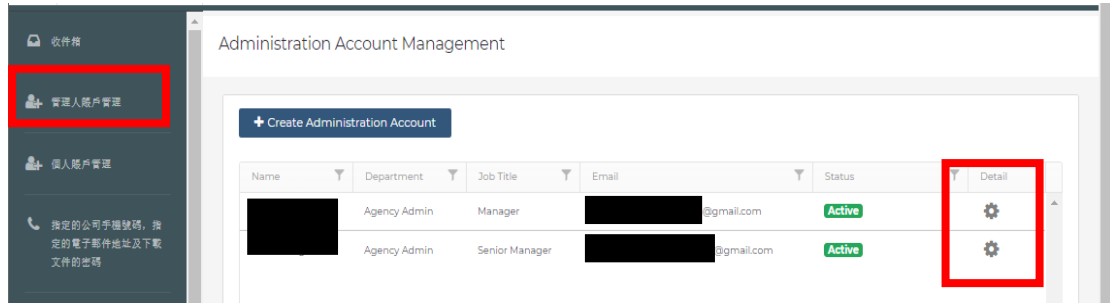 收件箱
Administration Account Management
管理人賬戶管理
+ Create Administration Account
個人賬戶管理
Name Department Job Title Email Status Detail
Agency Admin Manager @gmail.com Active
指定的公司手機號碼，指
定的電子郵件地址及下載
文件的密碼
Agency Admin Senior Manager @gmail.com Active